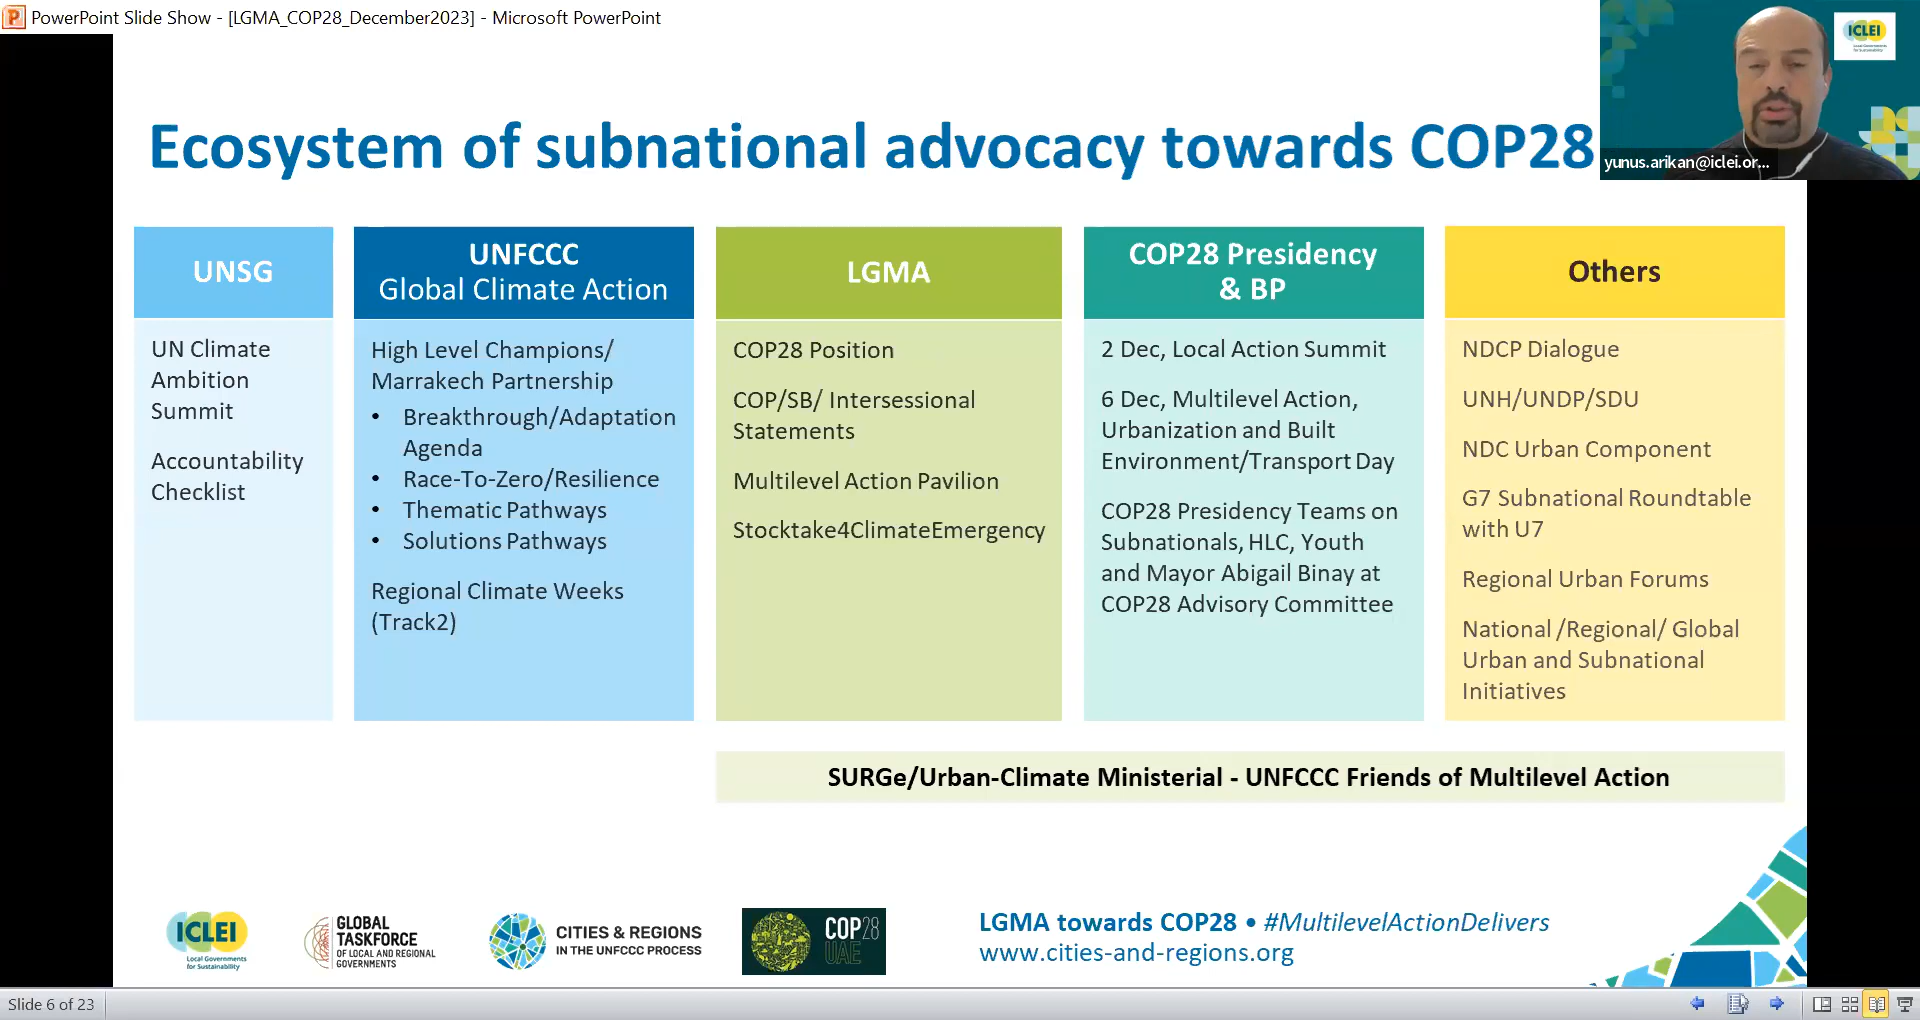 PowerPoint Slide Show - [LGMA_COP28_December2023] - Microsoft PowerPoint
ICLEI
Local Governments
for Sustainability
yunus.arikan@iclei.or...
Ecosystem of subnational advocacy towards COP28
UNSG
UN Climate
Ambition
Summit
Accountability
Checklist
UNFCCC
Global Climate Action
High Level Champions/
Marrakech Partnership
• Breakthrough/Adaptation
Agenda
• Race-To-Zero/Resilience
• Thematic Pathways
• Solutions Pathways
Regional Climate Weeks
(Track2)
LGMA
COP28 Position
COP/SB/ Intersessional
Statements
Multilevel Action Pavilion
Stocktake4ClimateEmergency
COP28 Presidency
& BP
2 Dec, Local Action Summit
6 Dec, Multilevel Action,
Urbanization and Built
Environment/Transport Day
COP28 Presidency Teams on
Subnationals, HLC, Youth
and Mayor Abigail Binay at
COP28 Advisory Committee
Others
NDCP Dialogue
UNH/UNDP/SDU
NDC Urban Component
G7 Subnational Roundtable
with U7
Regional Urban Forums
National /Regional/ Global
Urban and Subnational
Initiatives
SURGe/Urban-Climate Ministerial - UNFCCC Friends of Multilevel Action
ICLEI
Local Governments
for Sustainability
GLOBAL
TASKFORCE
OF LOCAL AND REGIONAL
GOVERNMENTS
CITIES & REGIONS
IN THE UNFCCC PROCESS
COP28
UAE
LGMA towards COP28 • #MultilevelActionDelivers
www.cities-and-regions.org
Slide 6 of 23